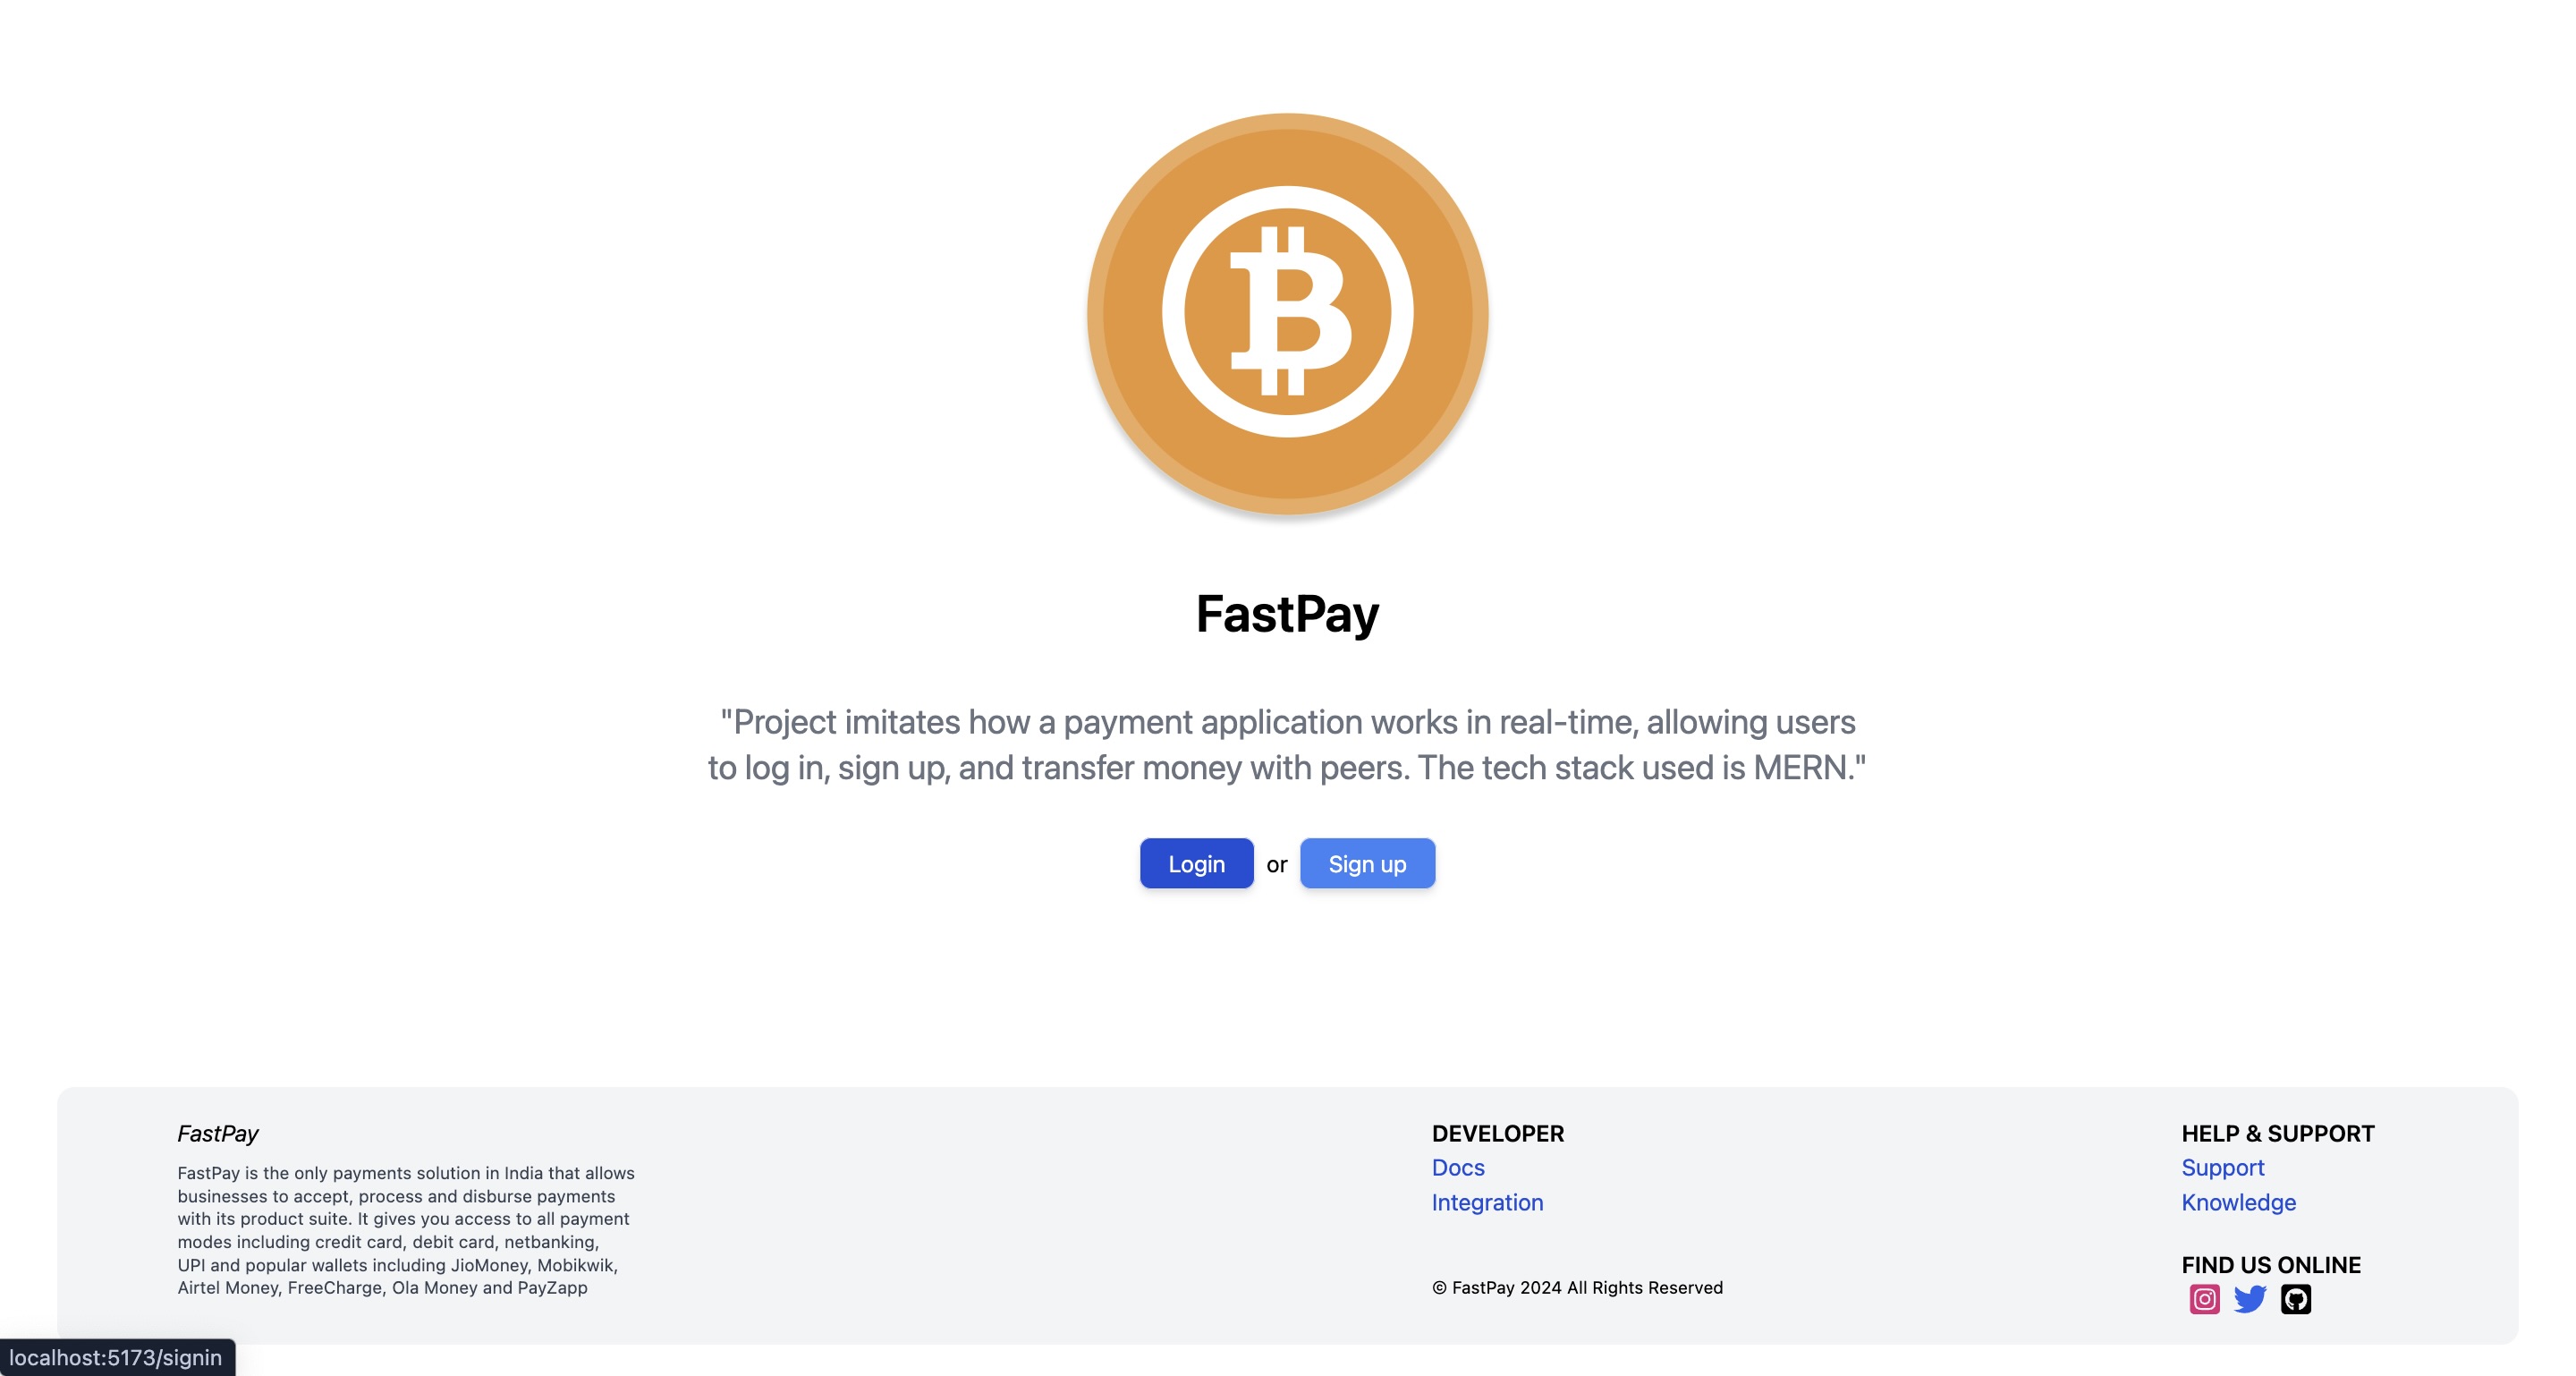 FastPay
"Project imitates how a payment application works in real-time, allowing users
to log in, sign up, and transfer money with peers. The tech stack used is MERN."
Login or Sign up
FastPay
FastPay is the only payments solution in India that allows
businesses to accept, process and disburse payments
with its product suite. It gives you access to all payment
modes including credit card, debit card, netbanking,
UPI and popular wallets including JioMoney, Mobikwik,
Airtel Money, FreeCharge, Ola Money and PayZapp
DEVELOPER
Docs
Integration
© FastPay 2024 All Rights Reserved
HELP & SUPPORT
Support
Knowledge
FIND US ONLINE
localhost:5173/signin